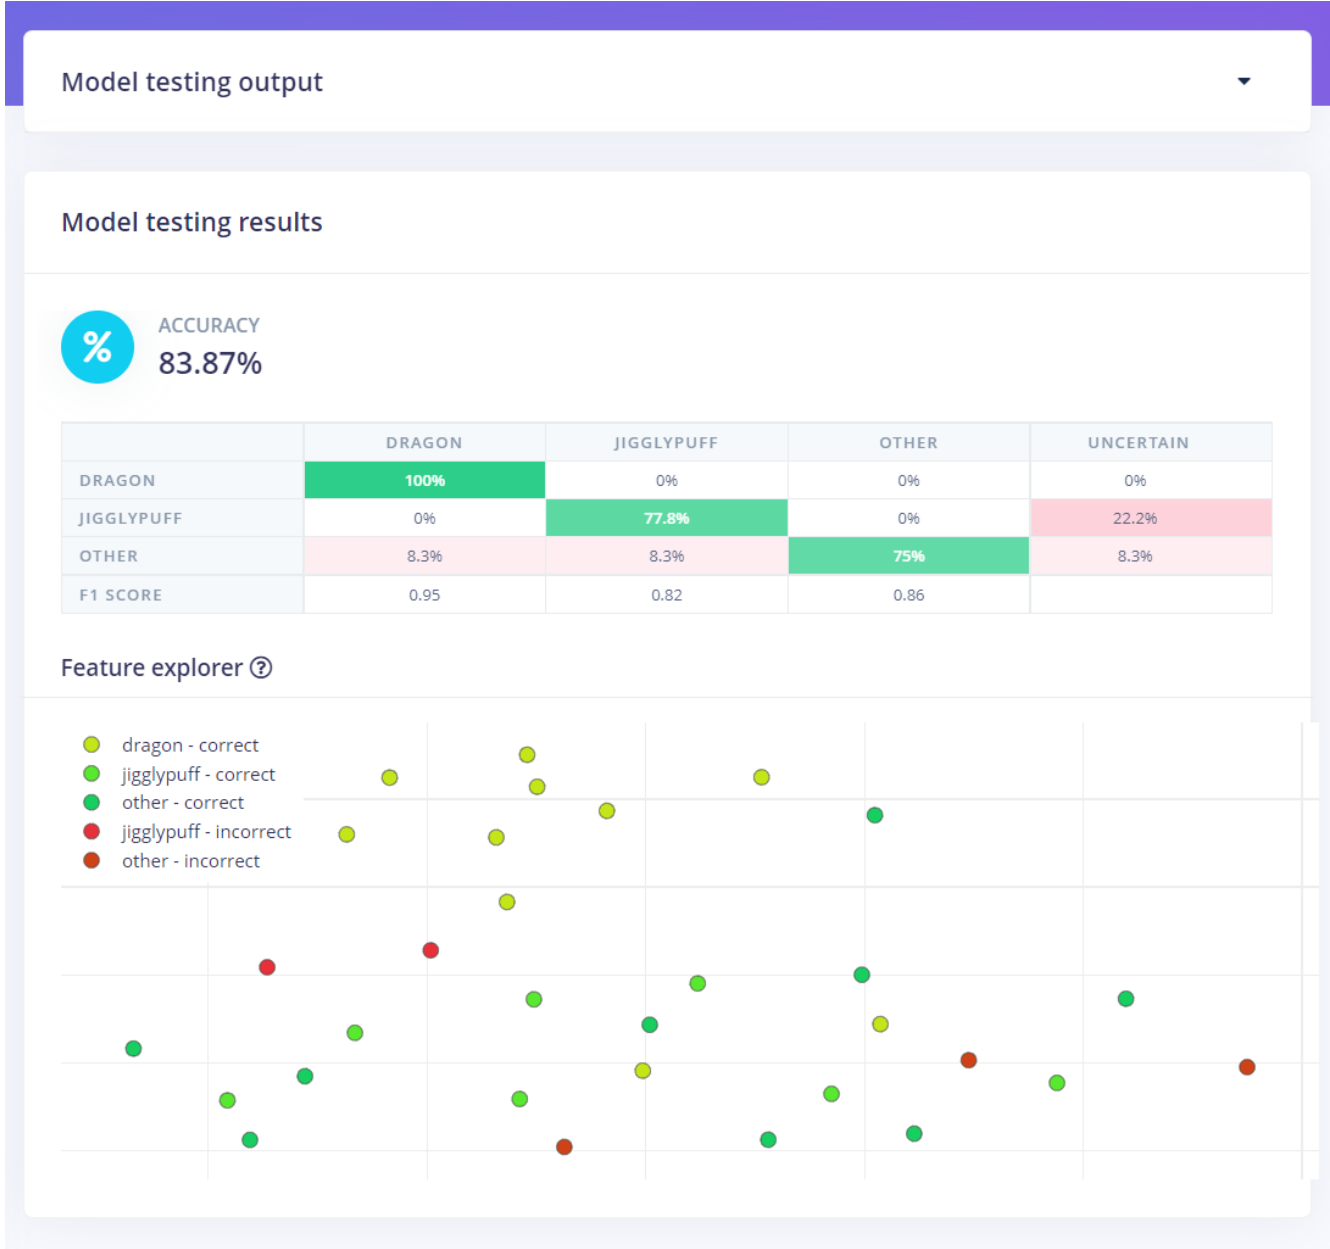 Model testing output
Model testing results
%
ACCURACY
83.87%
DRAGON JIGGLYPUFF OTHER UNCERTAIN
DRAGON 100% 0% 0% 0%
JIGGLYPUFF 0% 77.8% 0% 22.2%
OTHER 8.3% 8.3% 75% 8.3%
F1 SCORE 0.95 0.82 0.86
Feature explorer ?
dragon - correct
jigglypuff - correct
other - correct
jigglypuff - incorrect
other - incorrect